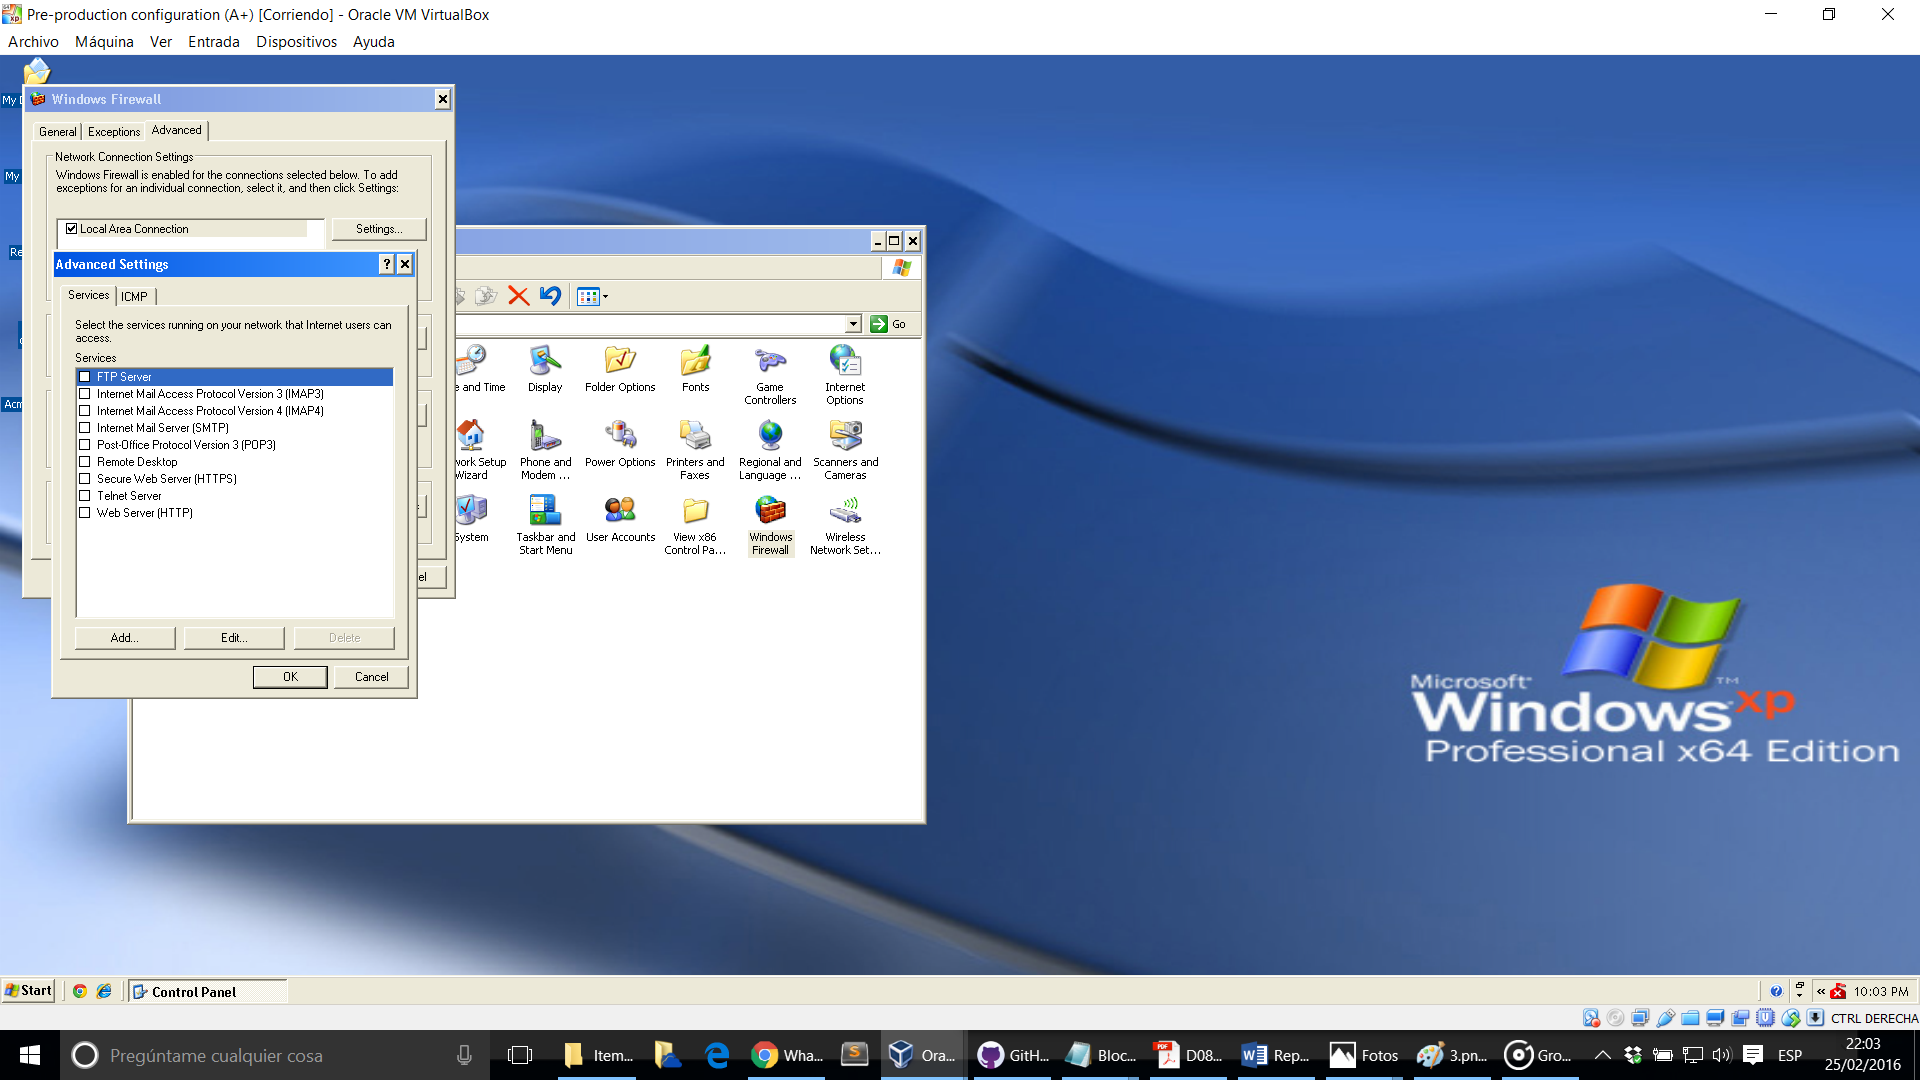 Pre-production configuration (A+) [Corriendo] - Oracle VM VirtualBox
Archivo Máquina Ver Entrada Dispositivos Ayuda
My
Windows Firewall
General Exceptions Advanced
Network Connection Settings
Windows Firewall is enabled for the connections selected below. To add
exceptions for an individual connection, select it, and then click Settings:
My
Local Area Connection
Settings...
Re
Advanced Settings
Services ICMP
Select the services running on your network that Internet users can
access.
Services
FTP Server
Internet Mail Access Protocol Version 3 (IMAP3)
Internet Mail Access Protocol Version 4 (IMAP4)
Internet Mail Server (SMTP)
Post-Office Protocol Version 3 (POP3)
Remote Desktop
Secure Web Server (HTTPS)
Telnet Server
Web Server (HTTP)
Add... Edit... Delete
OK Cancel
Acm
el
Go
e and Time
Display
Folder Options
Fonts
Game
Controllers
Internet
Options
work Setup
Wizard
Phone and
Modem ...
Power Options
Printers and
Faxes
Regional and
Language ...
Scanners and
Cameras
System
Taskbar and
Start Menu
User Accounts
View x86
Control Pa...
Windows
Firewall
Wireless
Network Set...
Microsoft
Windows xp TM
Professional x64 Edition
Start Control Panel 10:03 PM
CTRL DERECHA
Pregúntame cualquier cosa
Item... Wha... Ora... GitH... Bloc... D08... Rep... Fotos 3.pn... Gro... ESP
22:03
25/02/2016